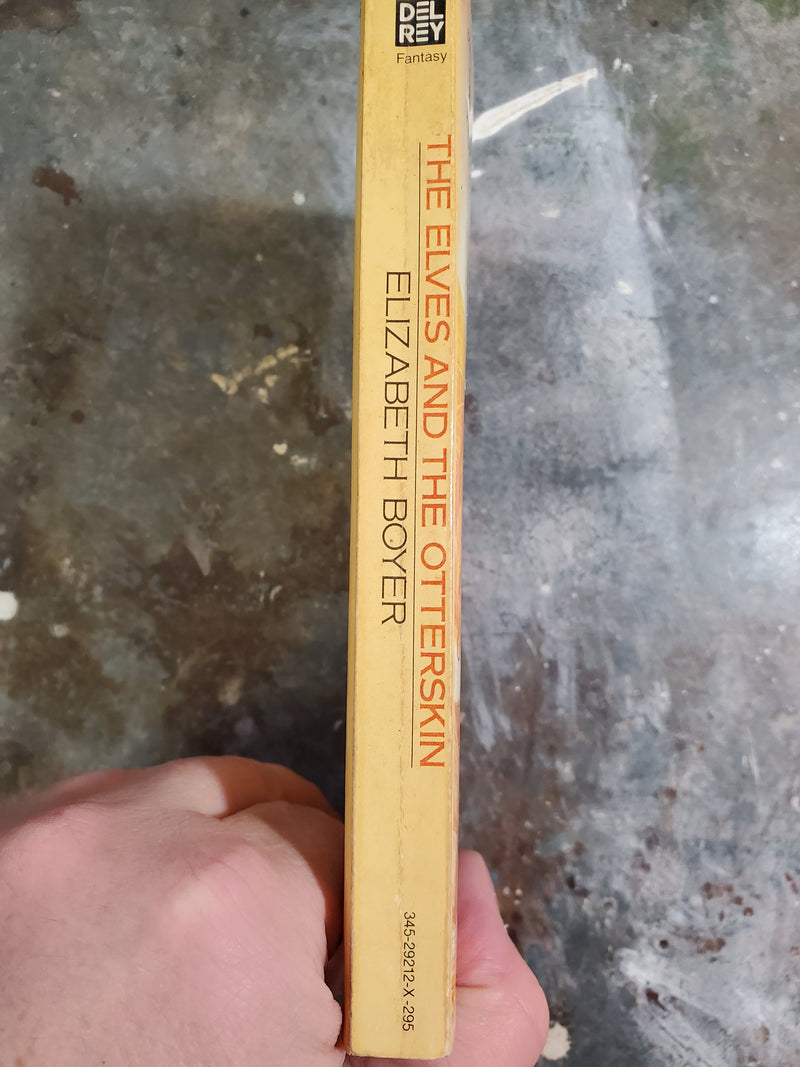 DEL
REY
Fantasy
THE ELVES AND THE OTTERSKIN
ELIZABETH BOYER
345-29212-X-295